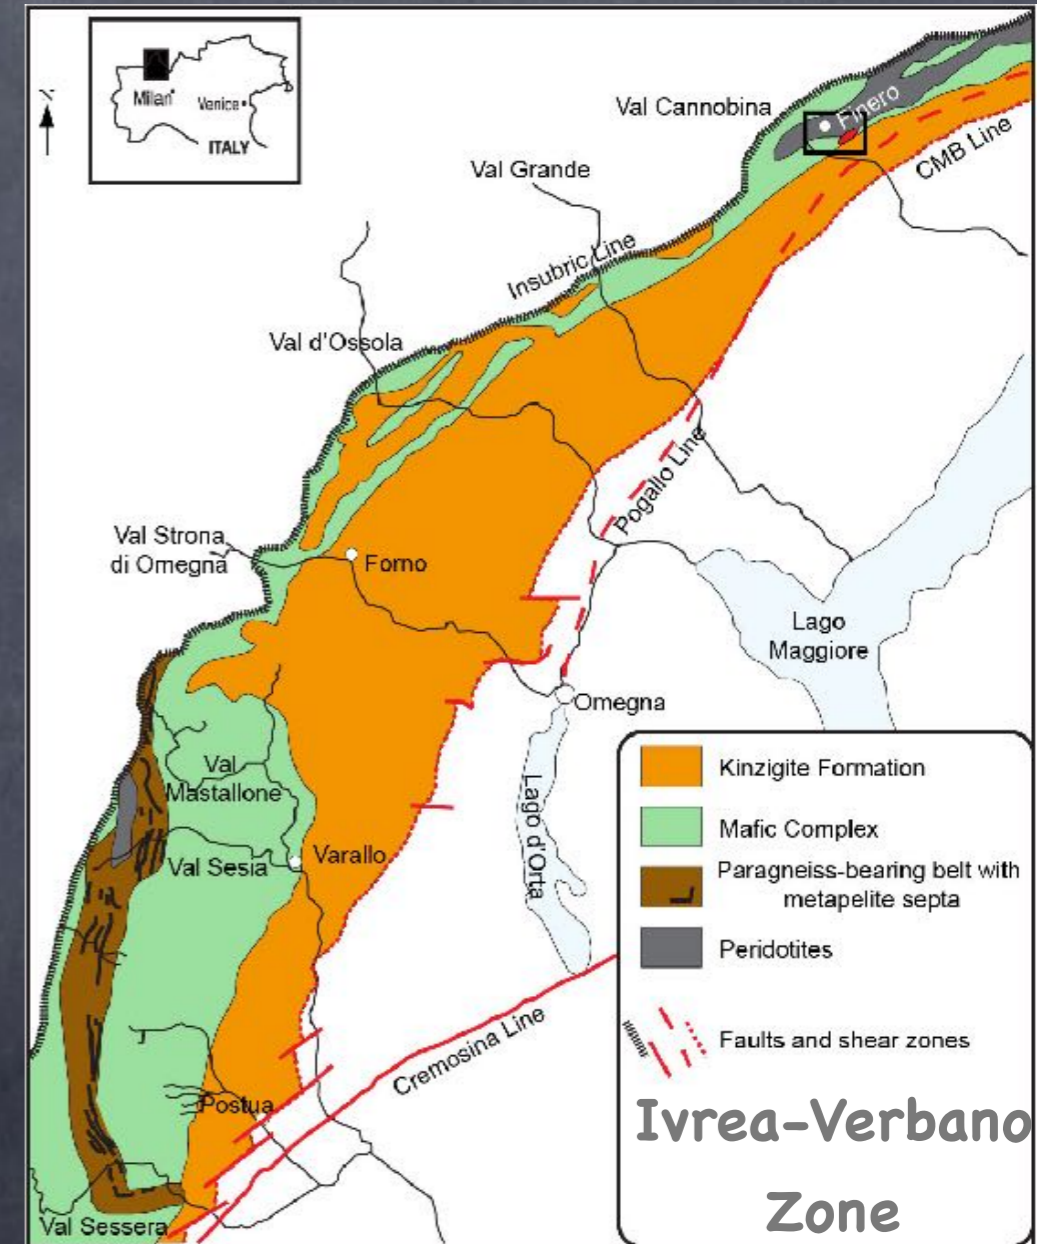 N
Milan
Venice
ITALY
Val Cannobina
Finero
CMB Line
Val Grande
Insubric Line
Val d'Ossola
Pogallo Line
Val Strona
di Omegna
Forno
Lago
Maggiore
Omegna
Val
Mastallone
Lago d'Orta
Varallo
Val Sesia
Cremosina Line
Postua
Val Sessera
Kinzigite Formation
Mafic Complex
Paragneiss-bearing belt with
metapelite septa
Peridotites
Faults and shear zones
Ivrea-Verbano
Zone